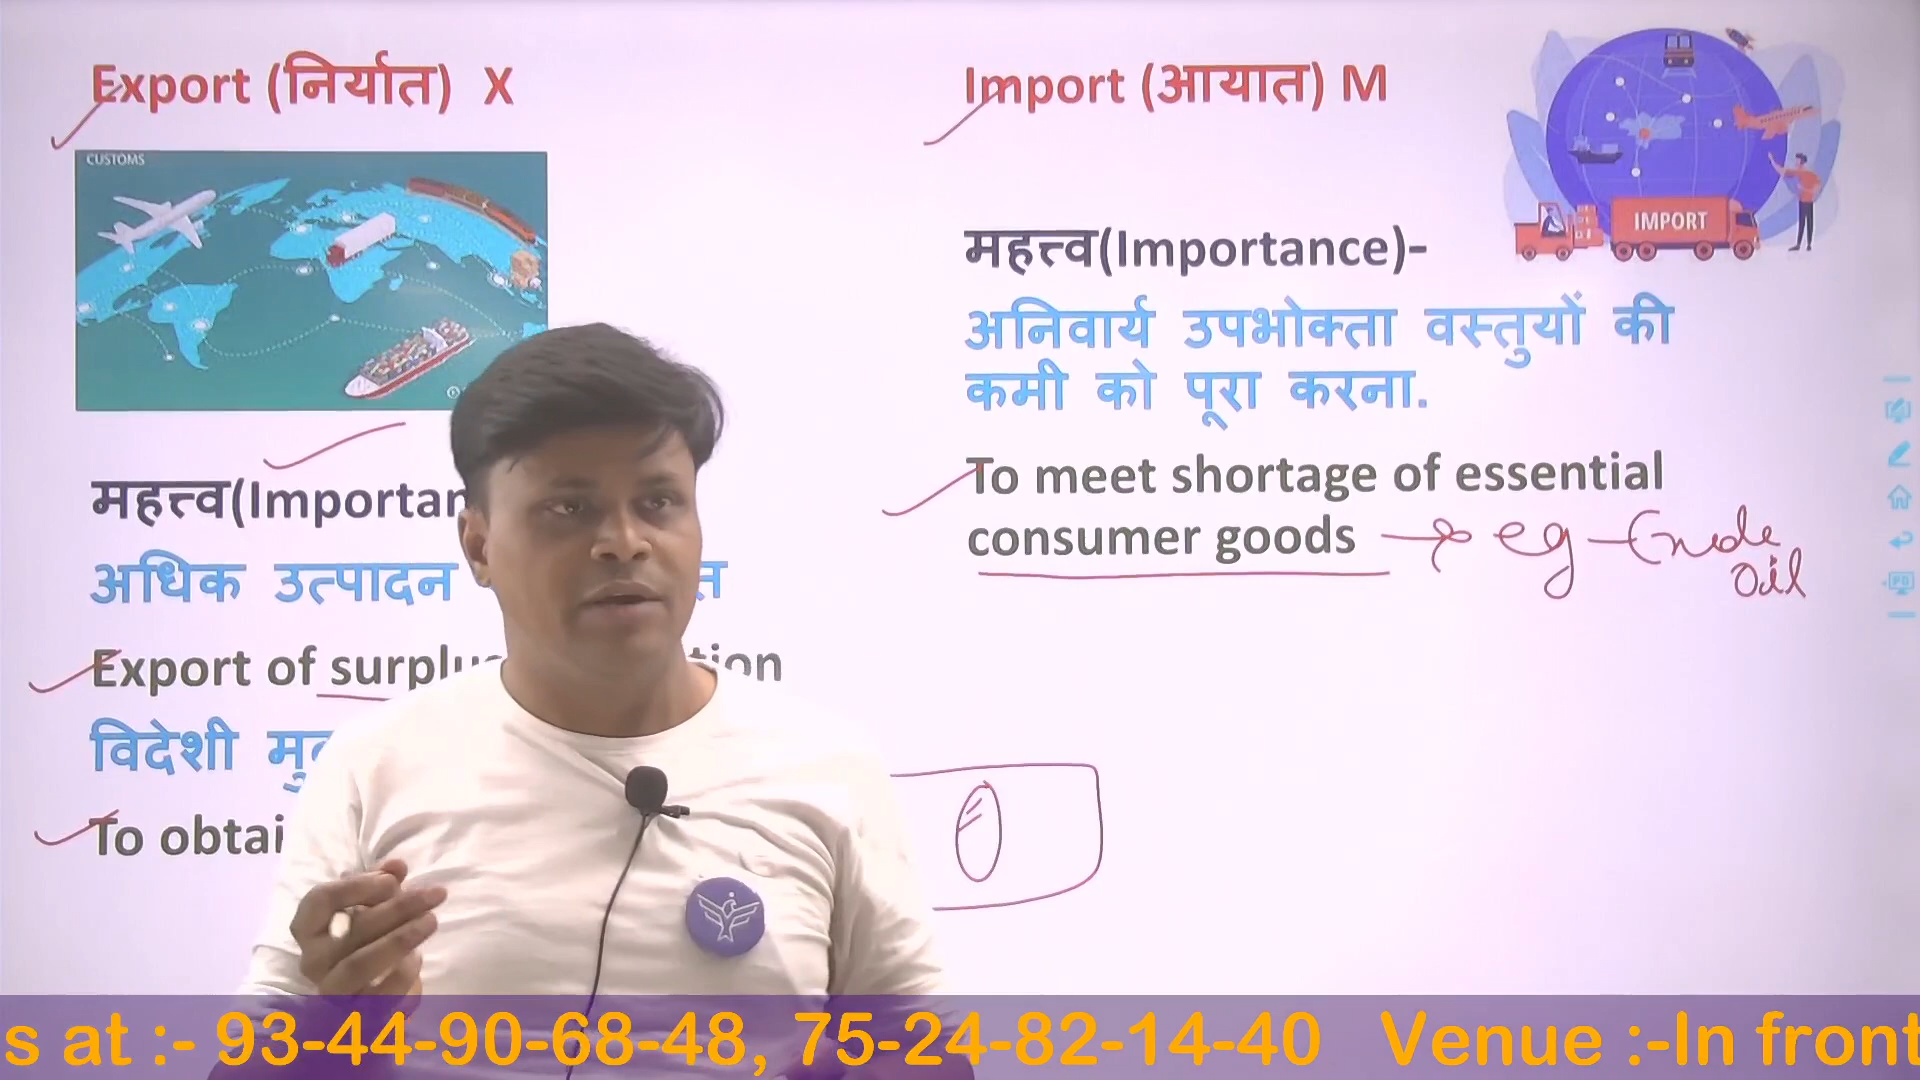 Export (निर्यात) X
CUSTOMS
महत्त्व(Importan
अधिक उत्पादन
Export of surplu
विदेशी
To obtai
Import (आयात) M
IMPORT
महत्त्व(Importance)-
अनिवार्य उपभोक्ता वस्तुयों की
कमी को पूरा करना.
To meet shortage of essential
consumer goods → eg - Crude
Oil
s at :- 93-44-90-68-48, 75-24-82-14-40 Venue :-In front